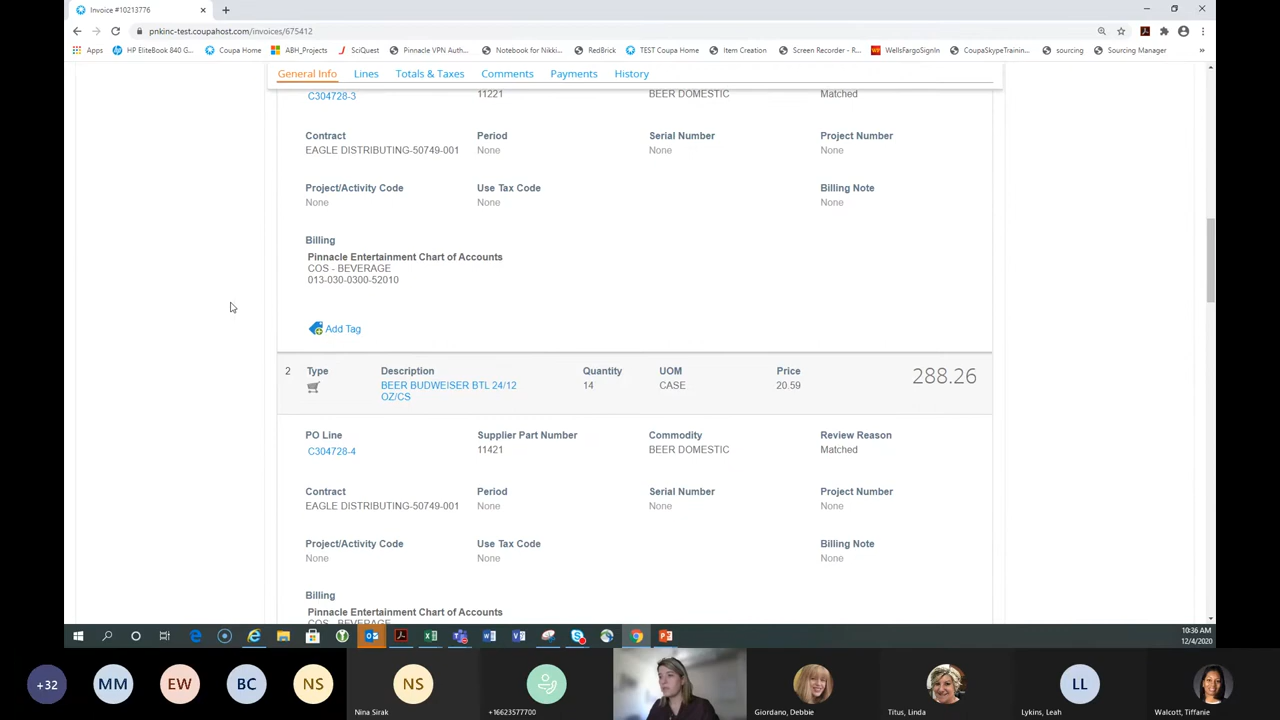 Invoice #10213776
pnkinc-test.coupahost.com/invoices/675412
Apps HP EliteBook 840 G... Coupa Home ABH_Projects SciQuest Pinnacle VPN Auth... Notebook for Nikki... RedBrick TEST Coupa Home Item Creation Screen Recorder - R... WellsFargoSignIn CoupaSkypeTrainin... sourcing Sourcing Manager
General Info Lines Totals & Taxes Comments Payments History
C304728-3 11221 BEER DOMESTIC Matched
Contract Period Serial Number Project Number
EAGLE DISTRIBUTING-50749-001 None None None
Project/Activity Code Use Tax Code Billing Note
None None None
Billing
Pinnacle Entertainment Chart of Accounts
COS - BEVERAGE
013-030-0300-52010
Add Tag
2 Type Description Quantity UOM Price 288.26
BEER BUDWEISER BTL 24/12 14 CASE 20.59
OZ/CS
PO Line Supplier Part Number Commodity Review Reason
C304728-4 11421 BEER DOMESTIC Matched
Contract Period Serial Number Project Number
EAGLE DISTRIBUTING-50749-001 None None None
Project/Activity Code Use Tax Code Billing Note
None None None
Billing
Pinnacle Entertainment Chart of Accounts
COS - BEVERAGE
10:36 AM
12/4/2020
+32 MM EW BC NS NS LL
Nina Sirak +16623577700 Giordano, Debbie Titus, Linda Lykins, Leah Walcott, Tiffanie